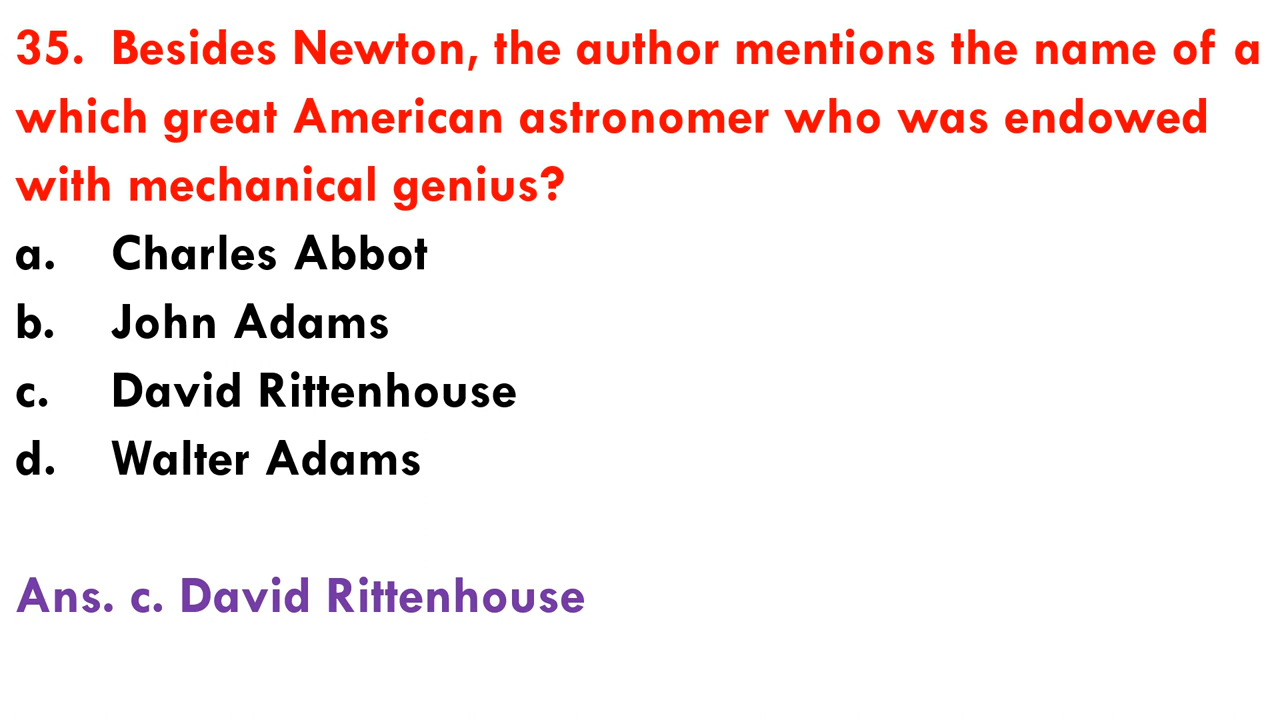 35. Besides Newton, the author mentions the name of a
which great American astronomer who was endowed
with mechanical genius?
a. Charles Abbot
b. John Adams
c. David Rittenhouse
d. Walter Adams
Ans. c. David Rittenhouse